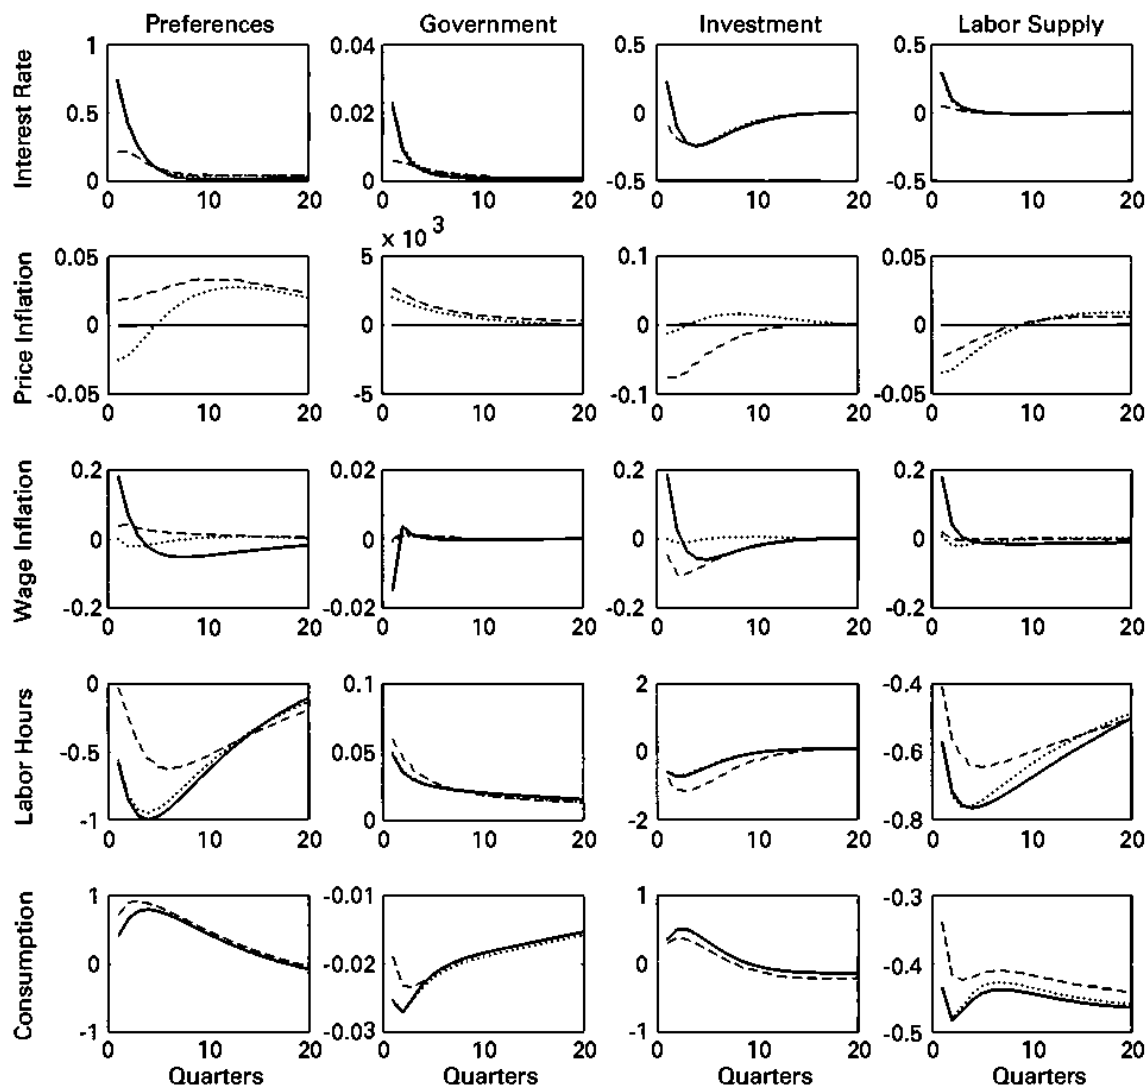 Preferences Government Investment Labor Supply
Interest Rate
1 0.04 0.5 0.5
0.5 0.02 0 0
0 0 -0.5 -0.5
0 10 20 0 10 20 0 10 20 0 10 20
× 10 3
Price Inflation
0.05 5 0.1 0.05
0 0 0 0
-0.05 -5 -0.1 -0.05
0 10 20 0 10 20 0 10 20 0 10 20
Wage Inflation
0.2 0.02 0.2 0.2
0 0 0 0
-0.2 -0.02 -0.2 -0.2
0 10 20 0 10 20 0 10 20 0 10 20
Labor Hours
0 0.1 2 -0.4
-0.5 0.05 0 -0.6
-1 0 -2 -0.8
0 10 20 0 10 20 0 10 20 0 10 20
Consumption
1 -0.01 1 -0.3
0 -0.02 0 -0.4
-1 -0.03 -1 -0.5
0 10 20 0 10 20 0 10 20 0 10 20
Quarters Quarters Quarters Quarters